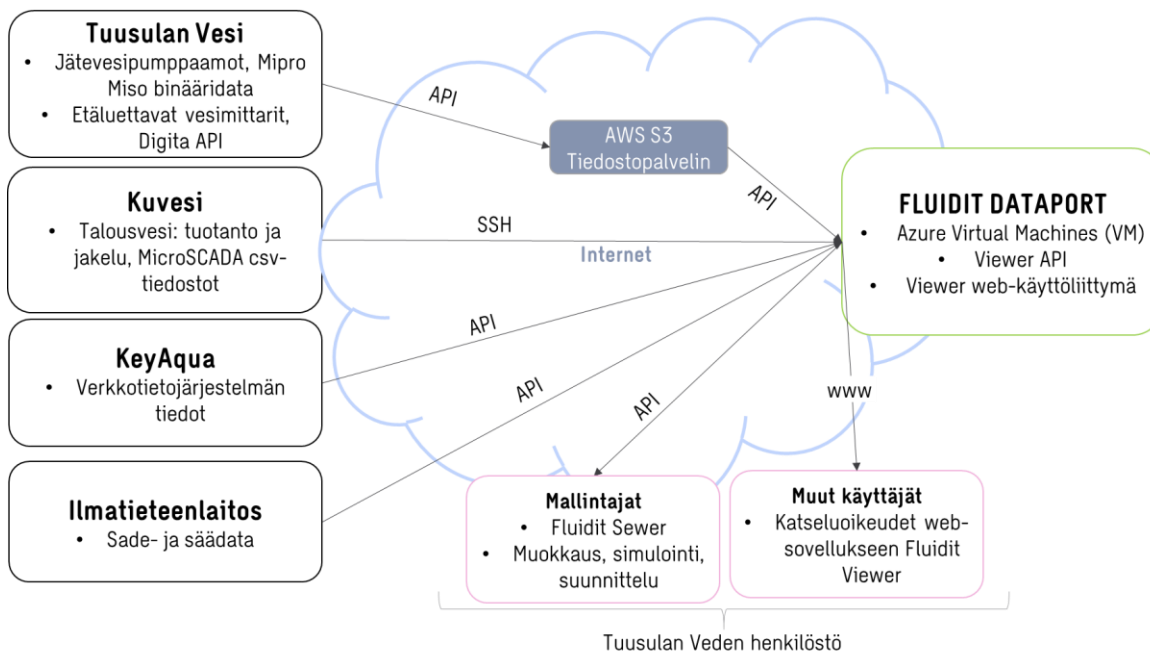 Tuusulan Vesi
• Jätevesipumppaamot, Mipro
Miso binääridata
• Etäluettavat vesimittarit,
Digita API
Kuvesi
• Talousvesi: tuotanto ja
jakelu, MicroSCADA csv-
tiedostot
KeyAqua
• Verkkotietojärjestelmän
tiedot
Ilmatieteenlaitos
• Sade- ja säädata
API
AWS S3
Tiedostopalvelin
API
SSH
Internet
API
API
API
www
FLUIDIT DATAPORT
• Azure Virtual Machines (VM)
• Viewer API
• Viewer web-käyttöliittymä
Mallintajat
• Fluidit Sewer
• Muokkaus, simulointi,
suunnittelu
Muut käyttäjät
• Katseluoikeudet web-
sovellukseen Fluidit
Viewer
Tuusulan Veden henkilöstö